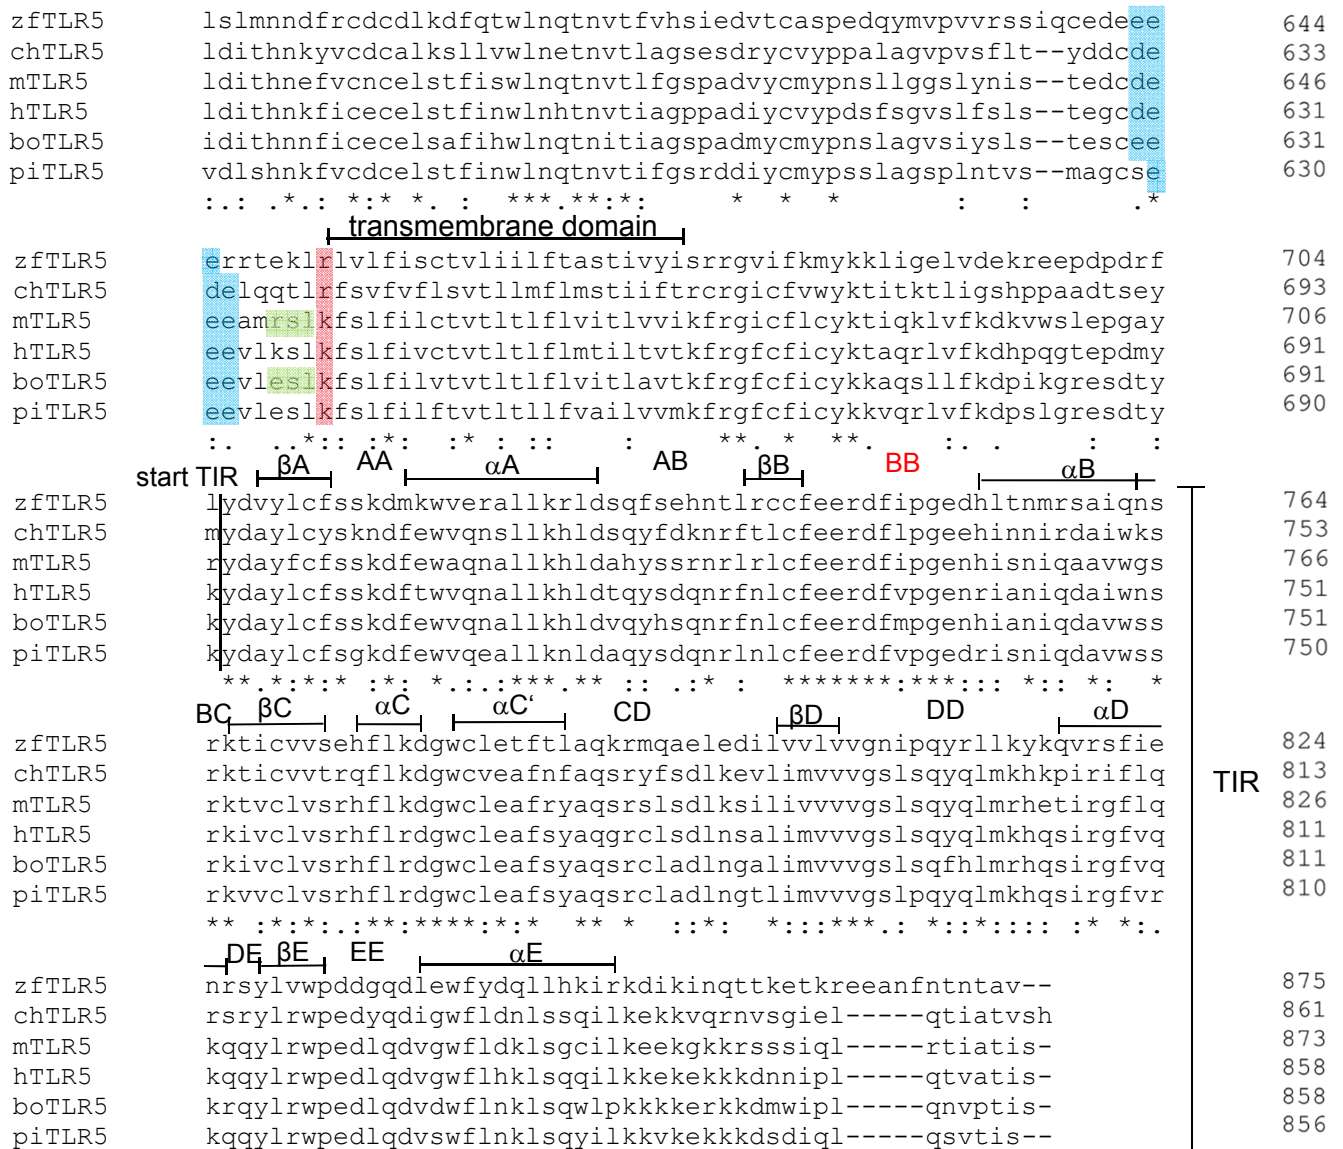 zfTLR5 lslmnndfrcdcdlkdfqtwlnqtnvtfvhsiedvtcaspedqymvpvvrssiqcedeee 644
chTLR5 ldithnkyvcdcalksllvwlnetnvtlagsesdrycvyppalagvpvsflt--yddcde 633
mTLR5 ldithnefvcncelstfiswlnqtnvtlfgspadvycmypnsllggslynis--tedcde 646
hTLR5 ldithnkficecelstfinwlnhtnvtiagppadiycvypdsfsgvslfsls--tegcde 631
boTLR5 iditnnficecelsafihwlnqtnitiagspadmycmypnslagvsiysls--tescee 631
piTLR5 vdlshnkfvcdcelstfinwlnqtnvtifgsrddiycmypsslagsplntvs--magcse 630
:.: .*.: *:* *. : ***.**:*: * * * : : .*
transmembrane domain
zfTLR5 errteklrlvlfisctvliilftastivyisrrgvifkmykkligelvdekreepdpdrf 704
chTLR5 delqqtlrfsvfvflsvtllmflmstiiftrcrgicfvwyktitktligshppaadtsey 693
mTLR5 eeamrslkfslfilctvtltlflvitlvvikfrgicflcyktiqklvfkdkvwslepgay 706
hTLR5 eevlkslkfslfivctvtltlflmtiltvtkfrgfcficyktaqrlvfkdhpqgtepdmy 691
boTLR5 eevleslkfslfilvtvtltlflvitlavtkfrgfcficykkaqsllfkdpikgresdty 691
piTLR5 eevleslkfslfilftvtltllfvailvvmkfrgfcficykkvqrlvfkdpslgresdty 690
:. ..*:: :*: :* : :: : **. * **. :. . : :
start TIR βA AA αA AB βB BB αB
zfTLR5 lydvylcfsskdmkwverallkrldsqfsehntlrccfeerdfipgedhltnmrsaiqns 764
chTLR5 mydaylcyskndfewvqnsllkhldsqyfdknrftlcfeerdflpgeehinnirdaiwks 753
mTLR5 rydayfcfsskdfewaqnallkhldahyssrnrlrlcfeerdfipgenhisniqaavwgs 766
hTLR5 kydaylcfsskdftwvqnallkhldtqysdqnrfnlcfeerdfvpgenrianiqdaiwns 751
boTLR5 kydaylcfsskdfewvqnallkhldvqyhsqnrfnlcfeerdfmpgenhianiqdavwss 751
piTLR5 kydaylcfsgkdfewvqeallknldaqysdqnrlnlcfeerdfvpgedrisniqdavwss 750
**.*:*:* :*: *.:.:***.** :: .:* : *******:***::: *:: *: *
BC βC αC αC‘ CD βD DD αD
zfTLR5 rkticvvsehflkdgwcletftlaqkrmqaeledilvvlvvgnipqyrllkykqvrsfie 824
chTLR5 rkticvvtrqflkdgwcveafnfaqsryfsdlkevlimvvvgslsqyqlmkhkpiriflq 813
mTLR5 rktvclvsrhflkdgwcleafryaqsrslsdlksilivvvvgslsqyqlmrhetirgflq 826
hTLR5 rkivclvsrhflrdgwcleafsyaqgrclsdlnsalimvvvgslsqyqlmkhqsirgfvq 811
boTLR5 rkivclvsrhflrdgwcleafsyaqsrcladlngalimvvvgslsqfhlmrhqsirgfvq 811
piTLR5 rkvvclvsrhflrdgwcleafsyaqsrcladlngtlimvvvgslpqyqlmkhqsirgfvr 810
** :*:*:.:**:****:*:* ** * ::*: *:::***.: *::*:::: :* *:.
DE βE EE αE
zfTLR5 nrsylvwpddgqdlewfydqllhkirkdikinqttketkreeanfntntav-- 875
chTLR5 rsrylrwpedyqdigwfldnlssqilkekkvqrnvsgiel-----qtiatvsh 861
mTLR5 kqqylrwpedlqdvgwfldklsgcilkeekgkkrsssiql-----rtiatis- 873
hTLR5 kqqylrwpedlqdvgwflhklsqqilkkekekkkdnnipl-----qtvatis- 858
boTLR5 krqylrwpedlqdvdwflnklsqwlpkkkkerkkdmwipl-----qnvptis- 858
piTLR5 kqqylrwpedlqdvswflnklsqyilkkvkekkkdsdiql-----qsvtis-- 856
TIR